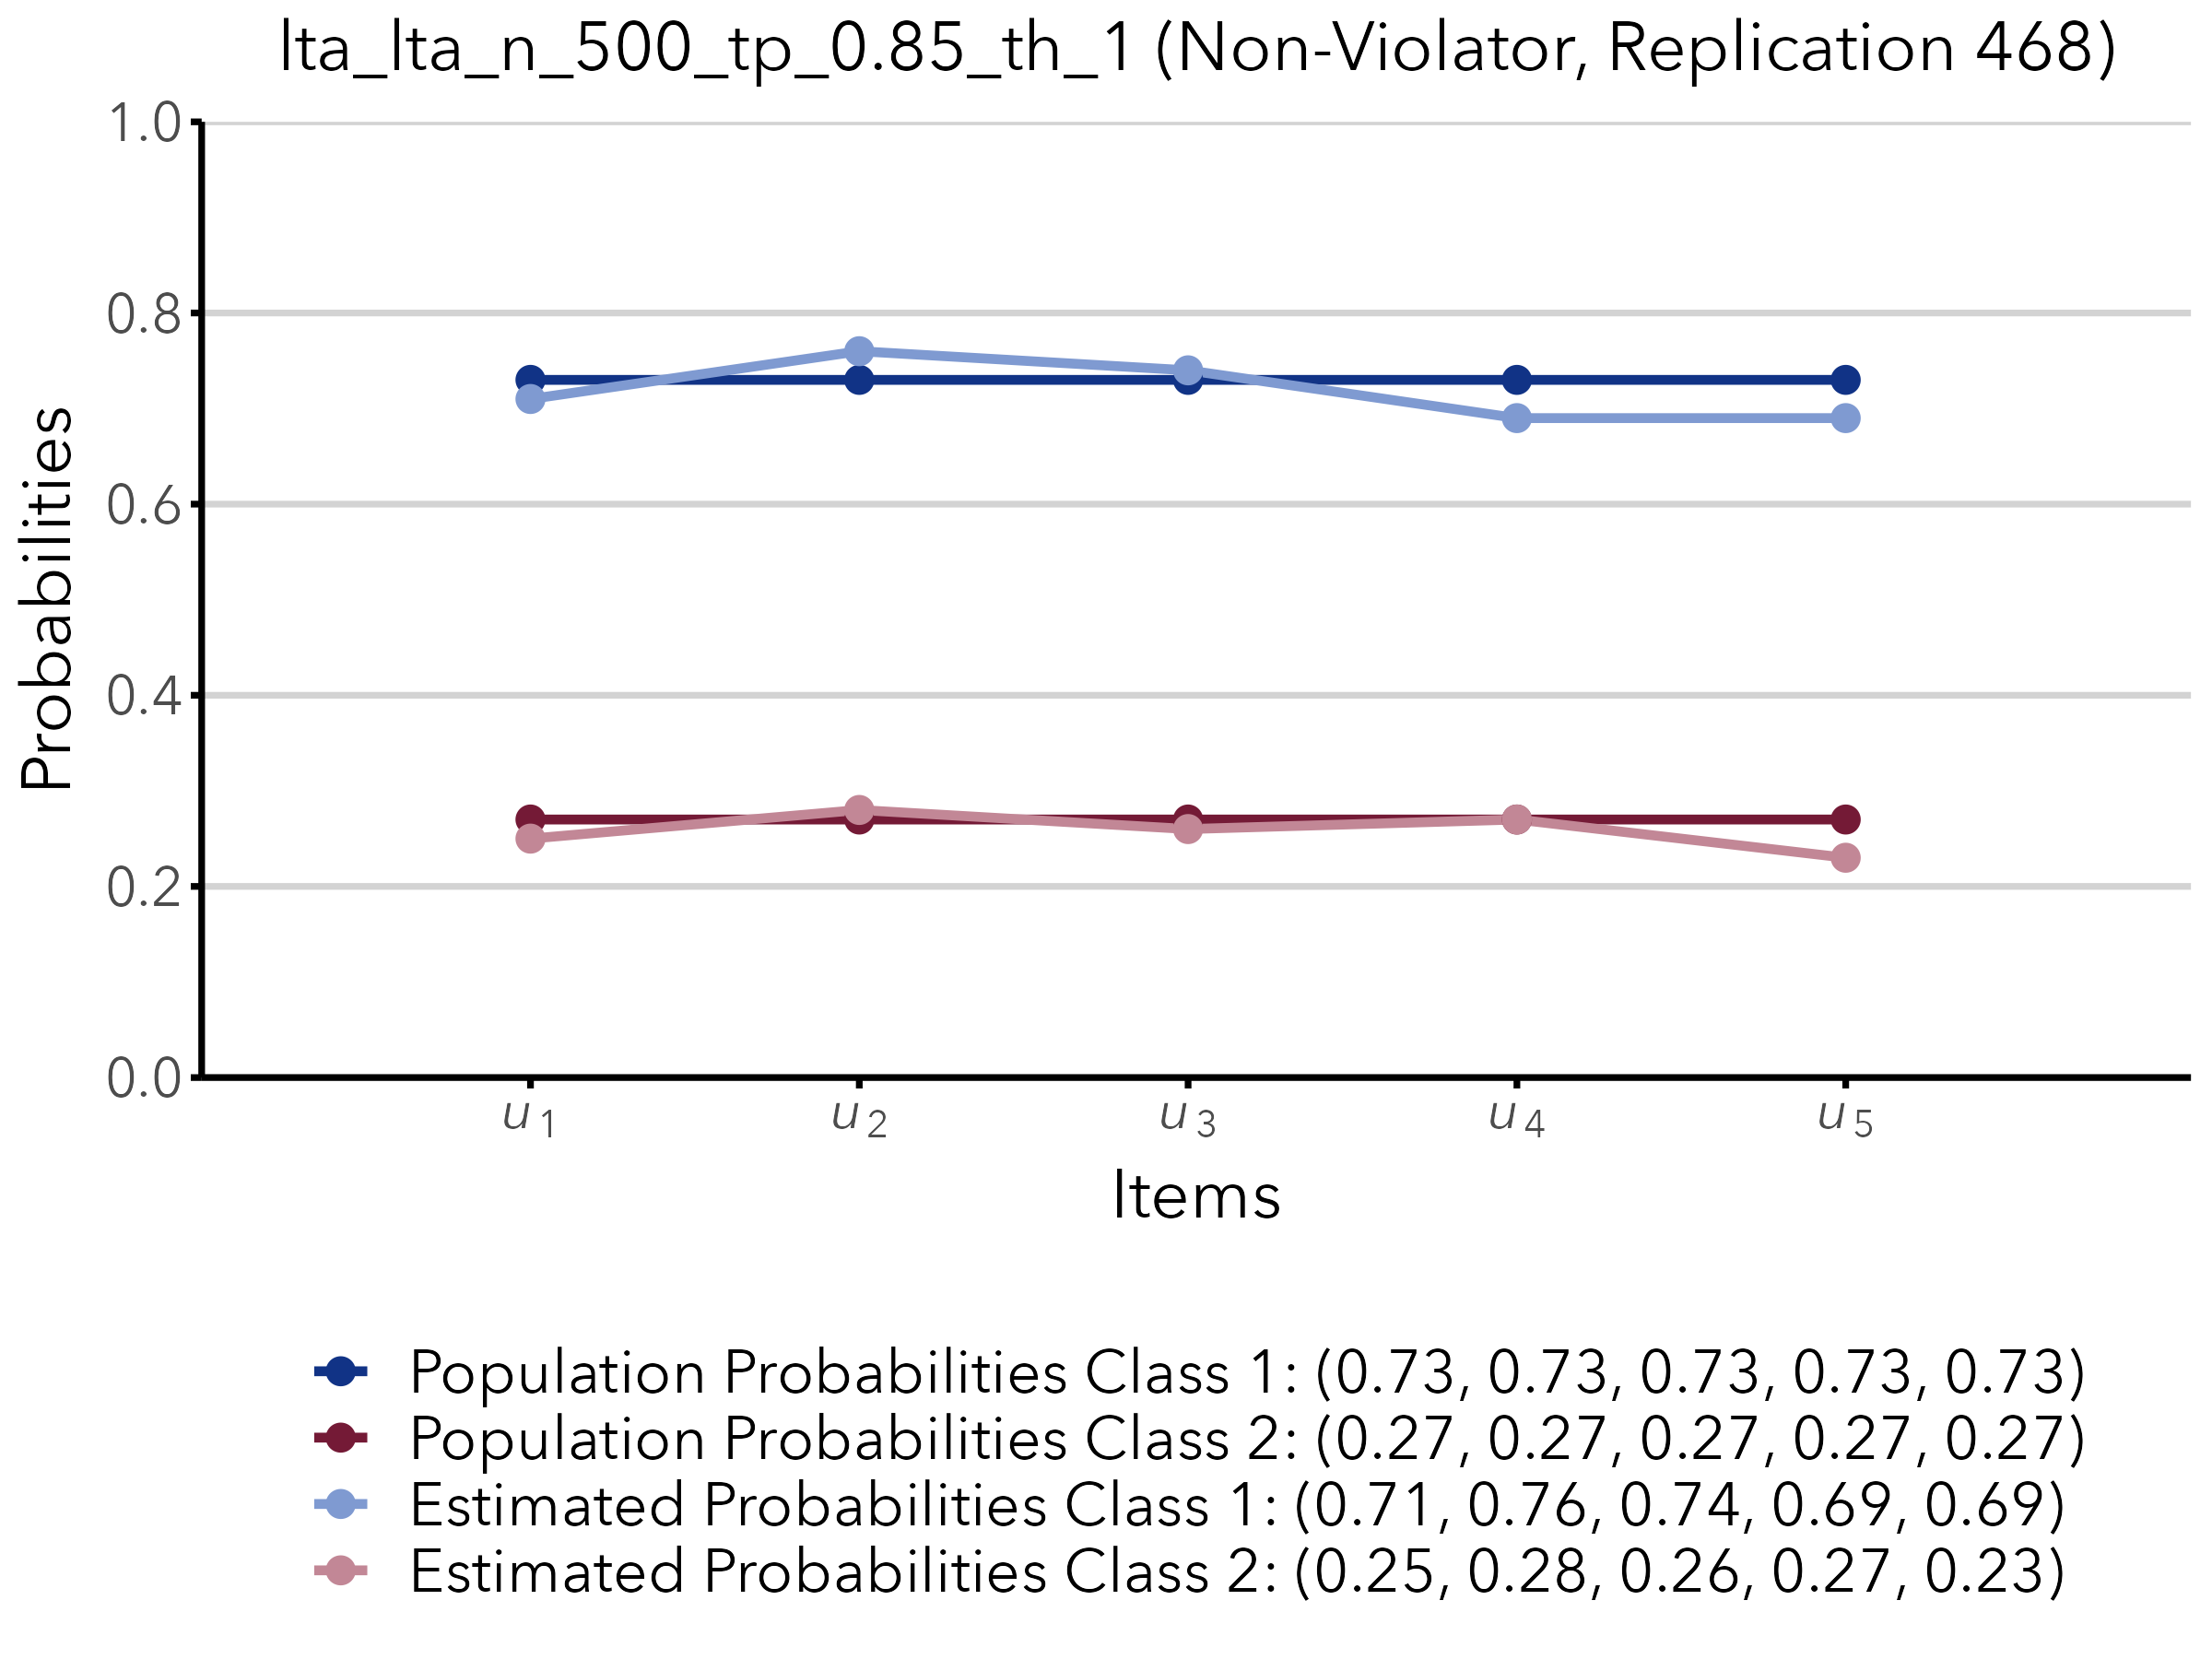 lta_lta_n_500_tp_0.85_th_1 (Non-Violator, Replication 468)
Probabilities
1.0
0.8
0.6
0.4
0.2
0.0
u1 u2 u3 u4 u5
Items
Population Probabilities Class 1: (0.73, 0.73, 0.73, 0.73, 0.73)
Population Probabilities Class 2: (0.27, 0.27, 0.27, 0.27, 0.27)
Estimated Probabilities Class 1: (0.71, 0.76, 0.74, 0.69, 0.69)
Estimated Probabilities Class 2: (0.25, 0.28, 0.26, 0.27, 0.23)